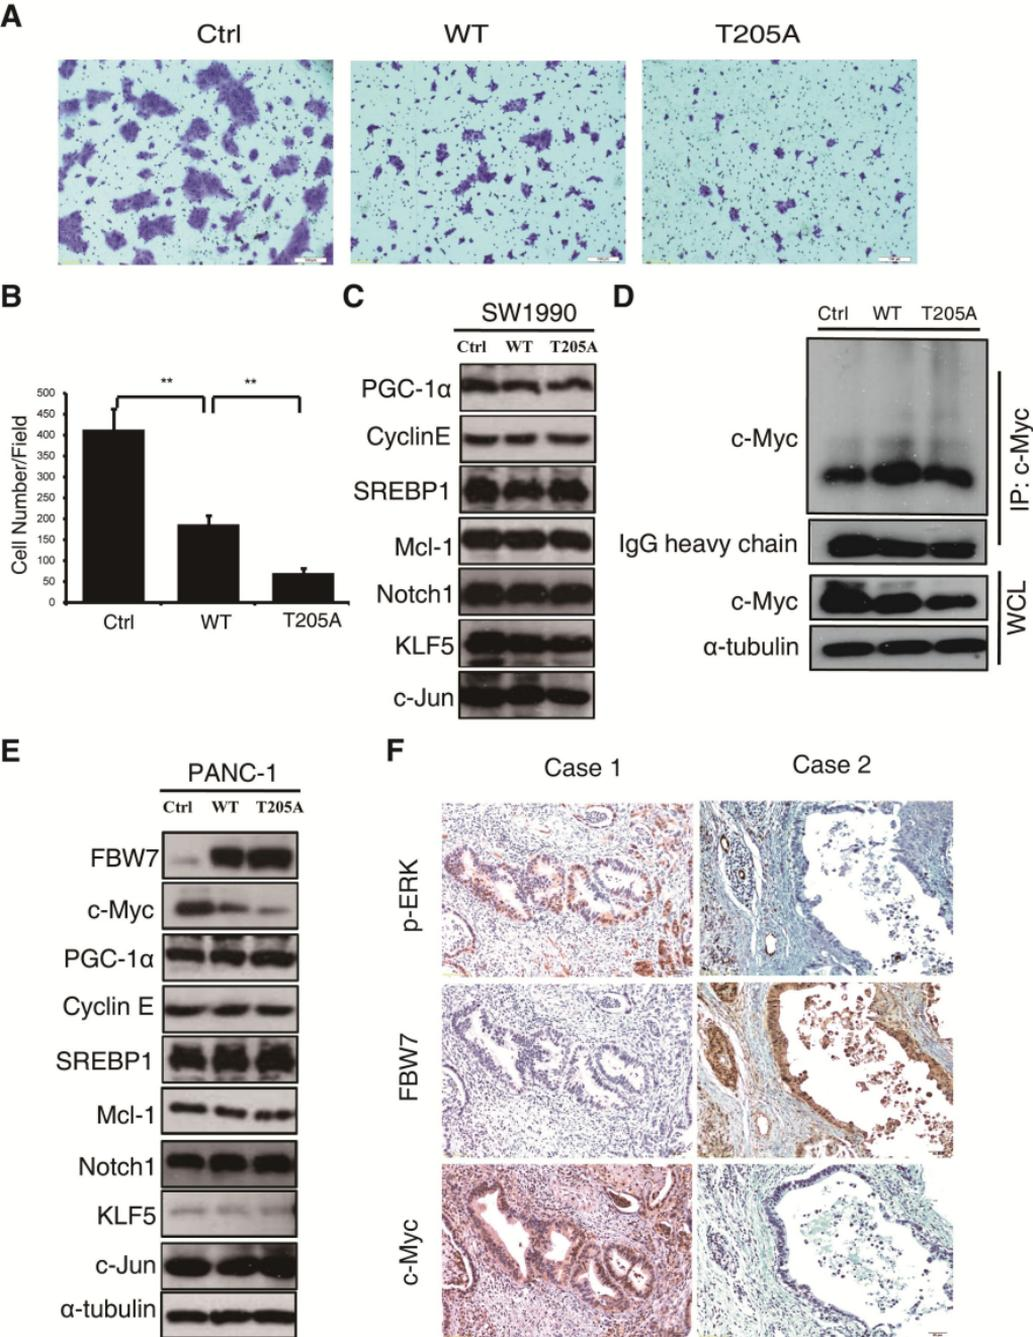 A
Ctrl WT T205A
B
**
**
Cell Number/Field
500
450
400
350
300
250
200
150
100
50
0
Ctrl WT T205A
C
SW1990
Ctrl WT T205A
PGC-1α
CyclinE
SREBP1
Mcl-1
Notch1
KLF5
c-Jun
D
Ctrl WT T205A
c-Myc
IgG heavy chain
IP: c-Myc
c-Myc
α-tubulin
WCL
E
PANC-1
Ctrl WT T205A
FBW7
c-Myc
PGC-1α
Cyclin E
SREBP1
Mcl-1
Notch1
KLF5
c-Jun
α-tubulin
F
Case 1 Case 2
p-ERK
FBW7
c-Myc